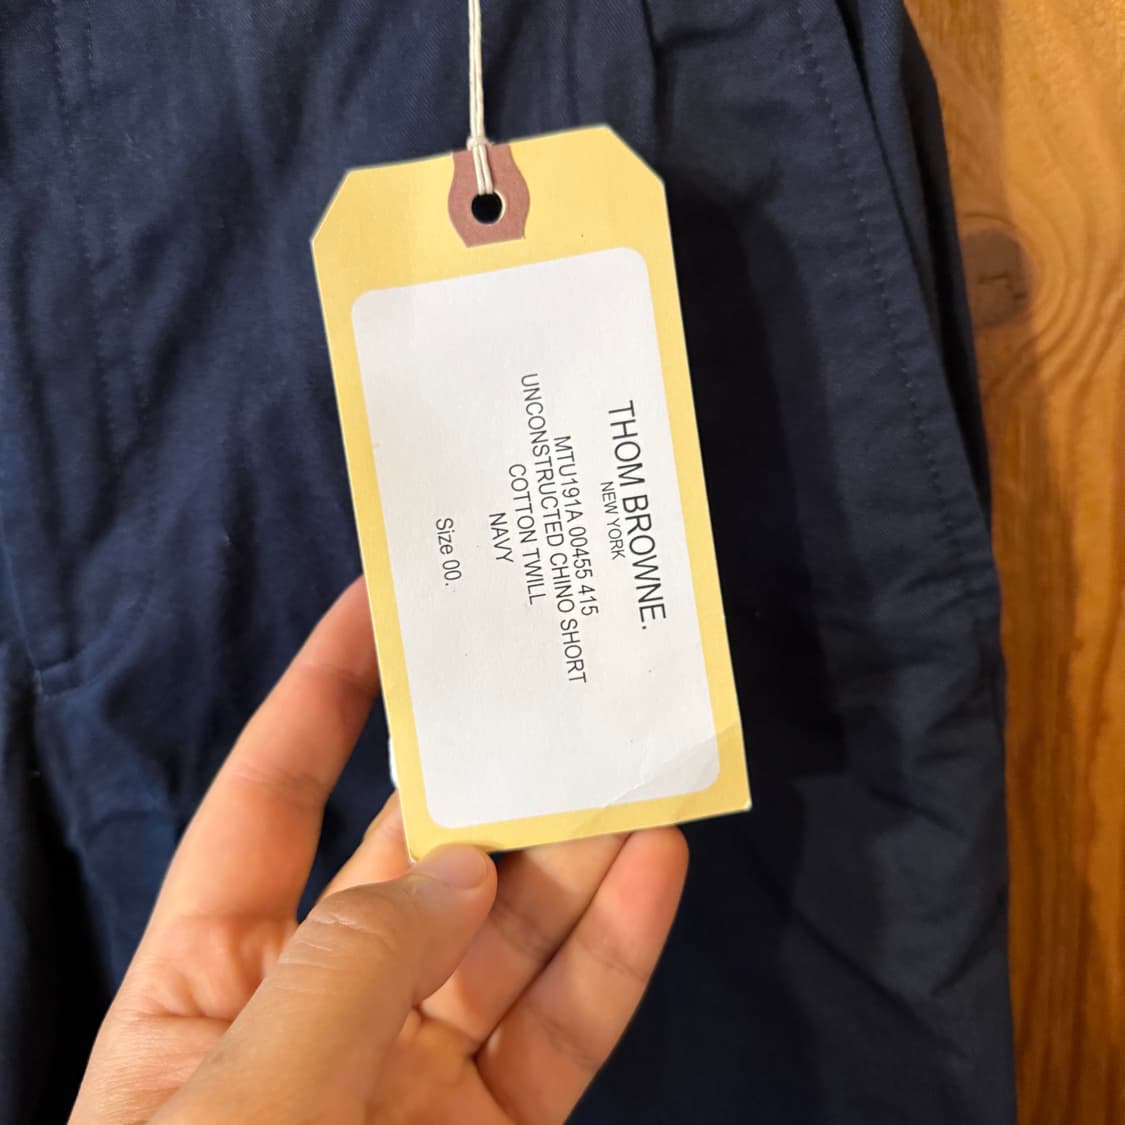 THOM BROWNE.
NEW YORK
MTU191A 00455 415
UNCONSTRUCTED CHINO SHORT
COTTON TWILL
NAVY
Size 00.